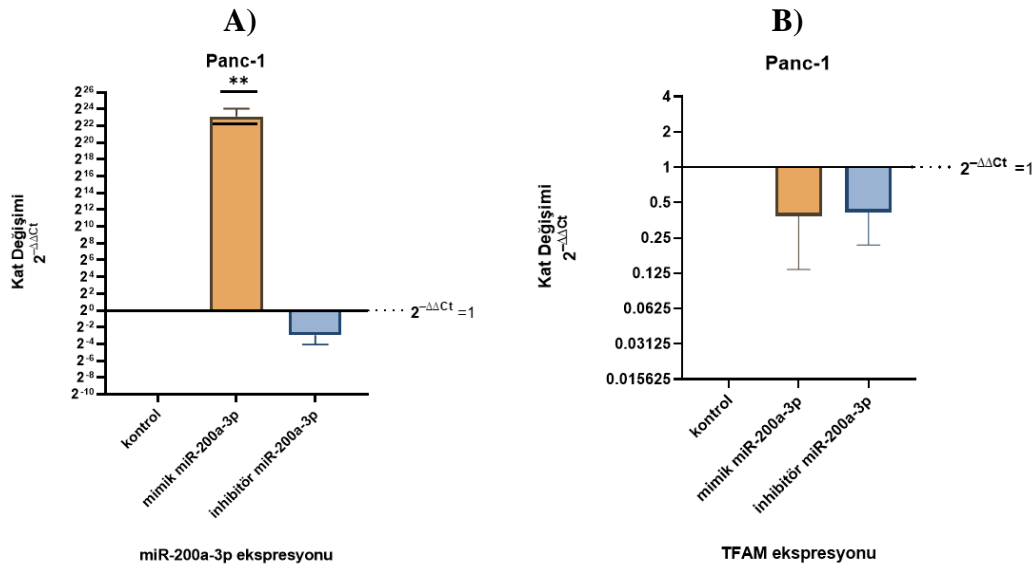 A)
Panc-1
**
2^26
2^24
2^22
2^20
2^18
2^16
2^14
2^12
2^10
2^8
2^6
2^4
2^2
2^0
2^-2
2^-4
2^-6
2^-8
2^-10
Kat Değişimi
2^−ΔΔCt
2^−ΔΔCt =1
kontrol
mimik miR-200a-3p
inhibitör miR-200a-3p
miR-200a-3p ekspresyonu
B)
Panc-1
4
2
1
0.5
0.25
0.125
0.0625
0.03125
0.015625
Kat Değişimi
2^−ΔΔCt
2^−ΔΔCt =1
kontrol
mimik miR-200a-3p
inhibitör miR-200a-3p
TFAM ekspresyonu